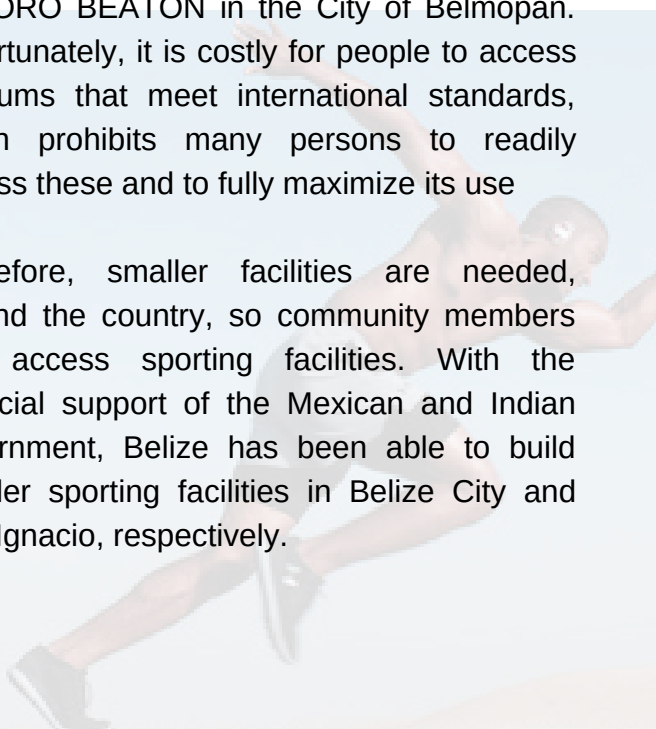 ORO BEATON in the City of Belmopan.
rtunately, it is costly for people to access
ums that meet international standards,
n prohibits many persons to readily
ss these and to fully maximize its use
efore, smaller facilities are needed,
nd the country, so community members
access sporting facilities. With the
cial support of the Mexican and Indian
rnment, Belize has been able to build
ler sporting facilities in Belize City and
Ignacio, respectively.